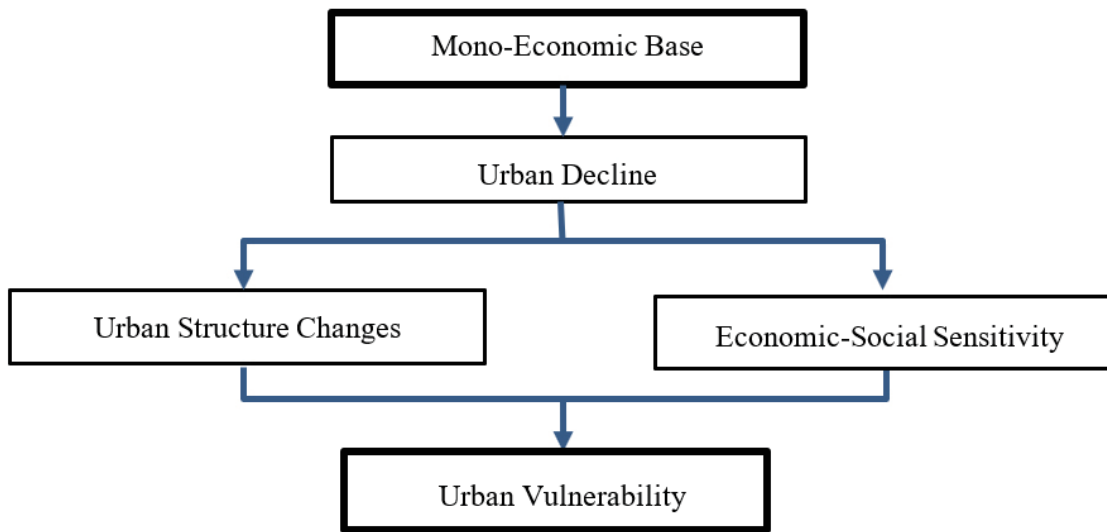 Mono-Economic Base
Urban Decline
Urban Structure Changes
Economic-Social Sensitivity
Urban Vulnerability